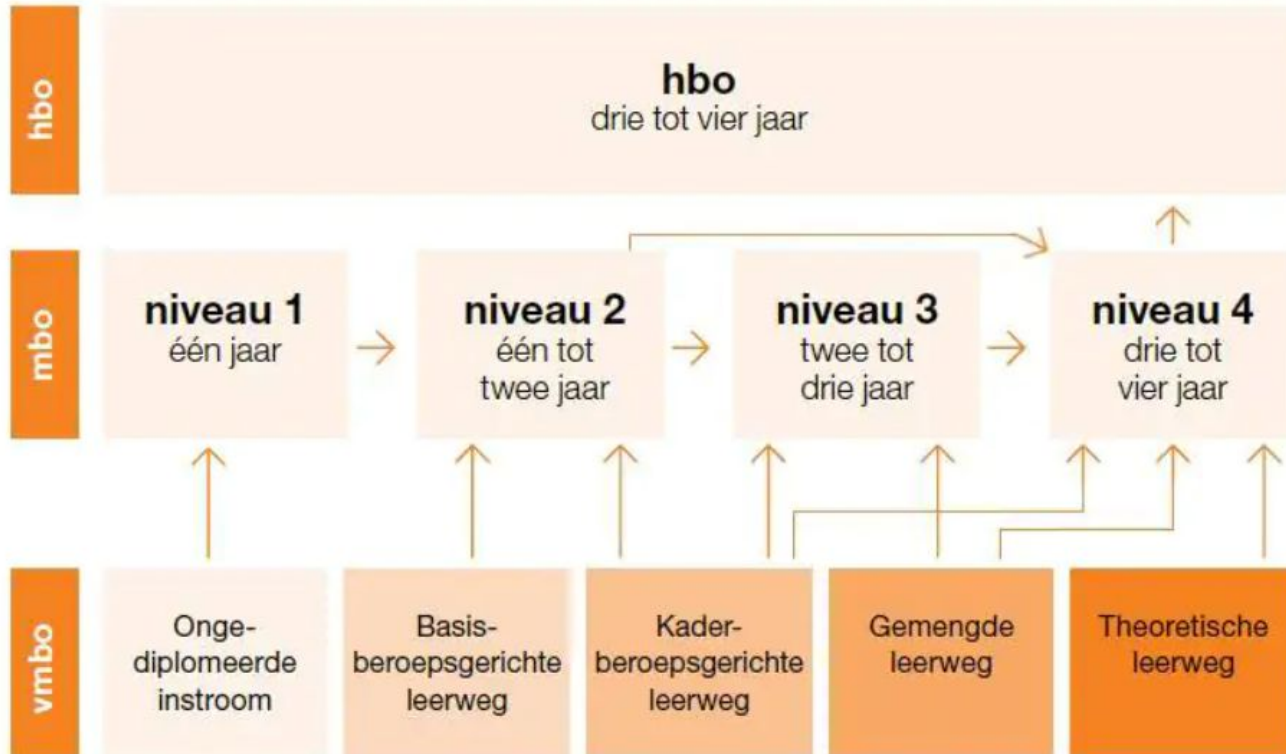 hbo
hbo
drie tot vier jaar
mbo
niveau 1
één jaar
niveau 2
één tot
twee jaar
niveau 3
twee tot
drie jaar
niveau 4
drie tot
vier jaar
vmbo
Onge-
diplomeerde
instroom
Basis-
beroepsgerichte
leerweg
Kader-
beroepsgerichte
leerweg
Gemengde
leerweg
Theoretische
leerweg